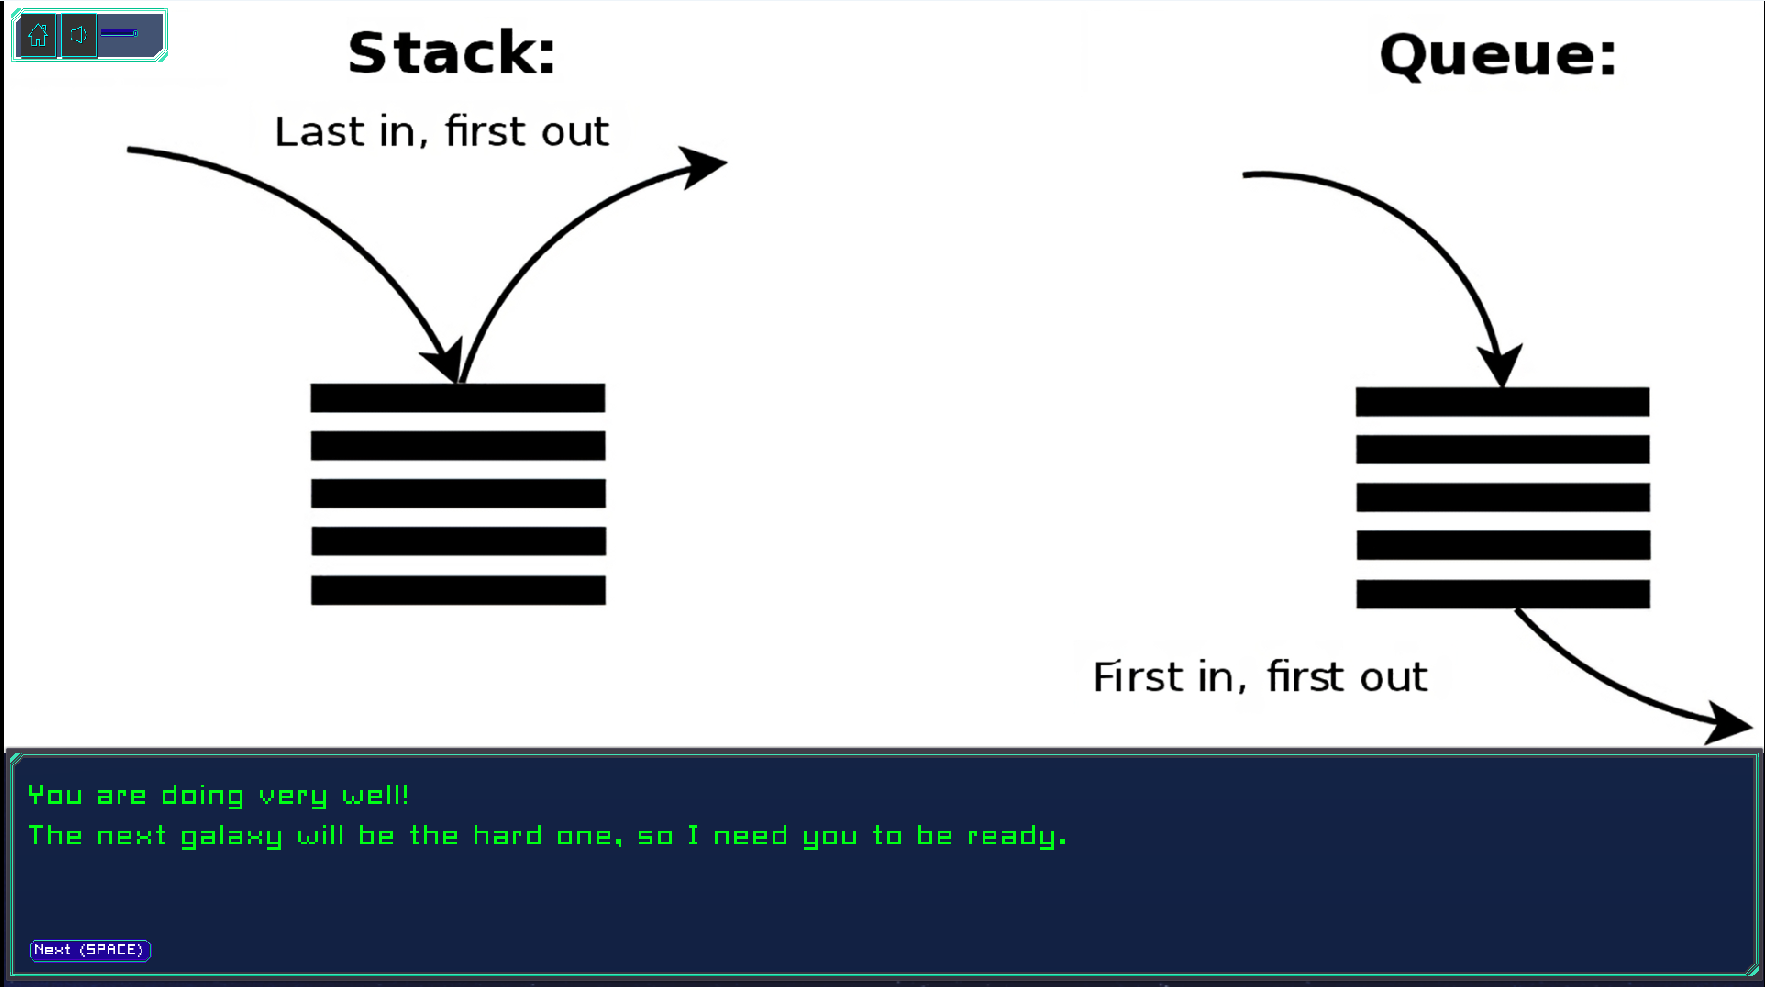 Stack:
Last in, first out
Queue:
First in, first out
You are doing very well!
The next galaxy will be the hard one, so I need you to be ready.
Next (SPACE)